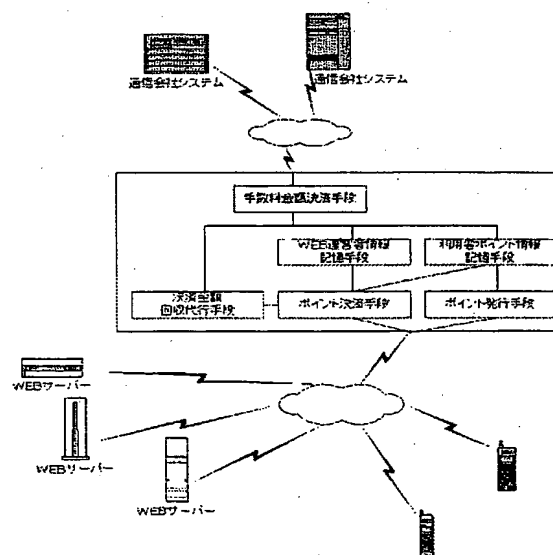 通信会社システム
通信会社システム
手数料金額決済手段
WEB運営者情報
記憶手段
利用者ポイント情報
記憶手段
決済金額
回収代行手段
ポイント決済手段
ポイント発行手段
WEBサーバー
WEBサーバー
WEBサーバー